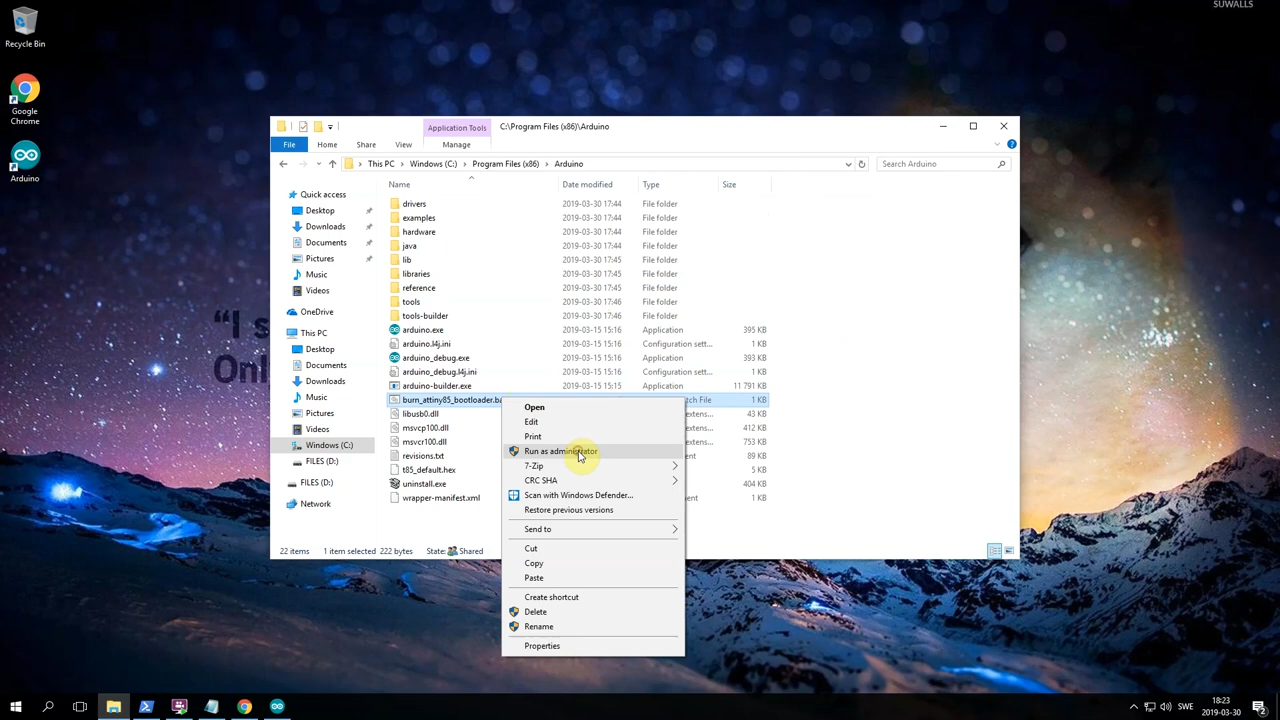 SUWALLS
Recycle Bin
Google
Chrome
Arduino
“I s
Onl
Application Tools
C:\Program Files (x86)\Arduino
File
Home
Share
View
Manage
This PC > Windows (C:) > Program Files (x86) > Arduino
Search Arduino
Quick access
Desktop
Downloads
Documents
Pictures
Music
Videos
OneDrive
This PC
Desktop
Documents
Downloads
Music
Pictures
Videos
Windows (C:)
FILES (D:)
FILES (D:)
Network
Name Date modified Type Size
drivers 2019-03-30 17:44 File folder
examples 2019-03-30 17:44 File folder
hardware 2019-03-30 17:44 File folder
java 2019-03-30 17:44 File folder
lib 2019-03-30 17:45 File folder
libraries 2019-03-30 17:45 File folder
reference 2019-03-30 17:45 File folder
tools 2019-03-30 17:46 File folder
tools-builder 2019-03-30 17:46 File folder
arduino.exe 2019-03-15 15:16 Application 395 KB
arduino.l4j.ini 2019-03-15 15:16 Configuration sett... 1 KB
arduino_debug.exe 2019-03-15 15:16 Application 393 KB
arduino_debug.l4j.ini 2019-03-15 15:16 Configuration sett... 1 KB
arduino-builder.exe 2019-03-15 15:15 Application 11 791 KB
burn_attiny85_bootloader.ba tch File 1 KB
libusb0.dll xtens... 43 KB
msvcp100.dll xtens... 412 KB
msvcr100.dll xtens... 753 KB
revisions.txt 89 KB
t85_default.hex 5 KB
uninstall.exe 404 KB
wrapper-manifest.xml 1 KB
Open
Edit
Print
Run as administrator
7-Zip
CRC SHA
Scan with Windows Defender...
Restore previous versions
Send to
Cut
Copy
Paste
Create shortcut
Delete
Rename
Properties
22 items 1 item selected 222 bytes State: Shared
SWE
18:23
2019-03-30
2